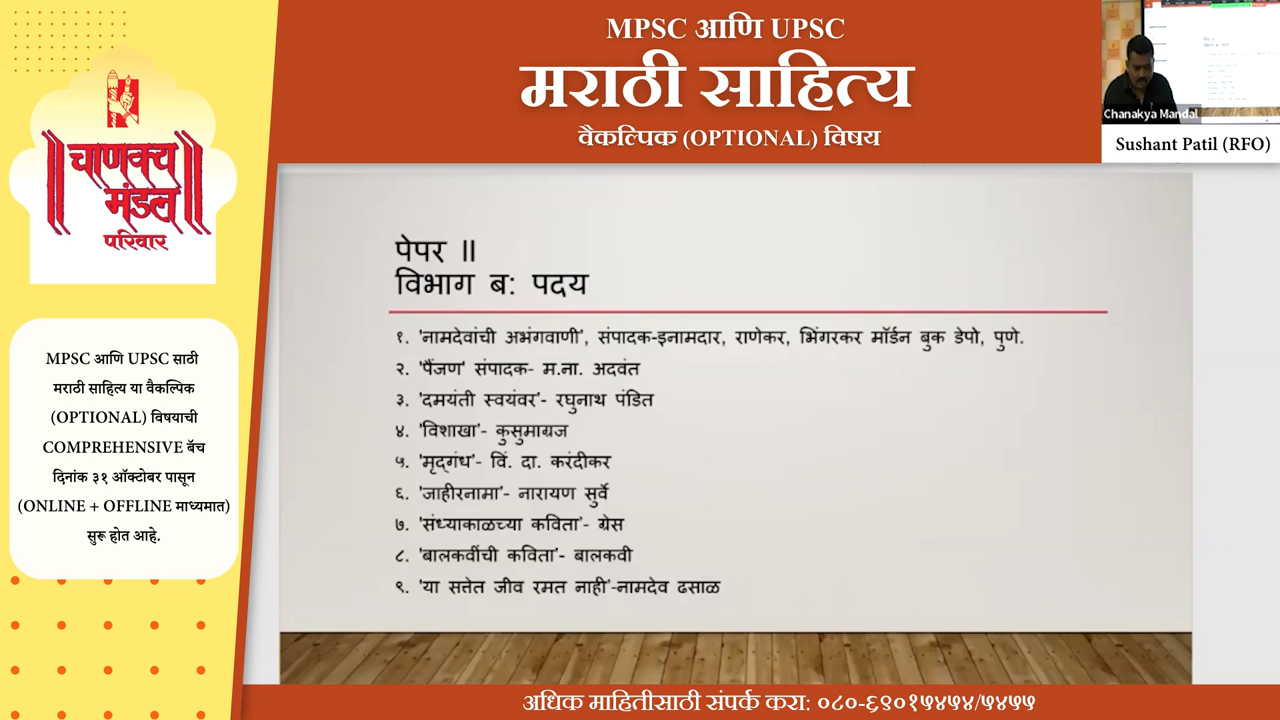 MPSC आणि UPSC
मराठी साहित्य
वैकल्पिक (OPTIONAL) विषय
Chanakya Mandal
Sushant Patil (RFO)
॥ चाणक्य
मंडल ॥
परिवार
MPSC आणि UPSC साठी
मराठी साहित्य या वैकल्पिक
(OPTIONAL) विषयाची
COMPREHENSIVE बॅच
दिनांक ३१ ऑक्टोबर पासून
(ONLINE + OFFLINE माध्यमात)
सुरू होत आहे.
पेपर II
विभाग ब: पदय
१. 'नामदेवांची अभंगवाणी', संपादक-इनामदार, राणेकर, भिंगरकर मॉर्डन बुक डेपो, पुणे.
२. 'पैंजण' संपादक- म.ना. अदवंत
३. 'दमयंती स्वयंवर'- रघुनाथ पंडित
४. 'विशाखा'- कुसुमाग्रज
५. 'मृद्‌गंध'- विं. दा. करंदीकर
६. 'जाहीरनामा'- नारायण सुर्वे
७. 'संध्याकाळच्या कविता'- ग्रेस
८. 'बालकवींची कविता'- बालकवी
९. 'या सत्तेत जीव रमत नाही'-नामदेव ढसाळ
अधिक माहितीसाठी संपर्क करा: ०८०-६९०१५४५४/५४५५